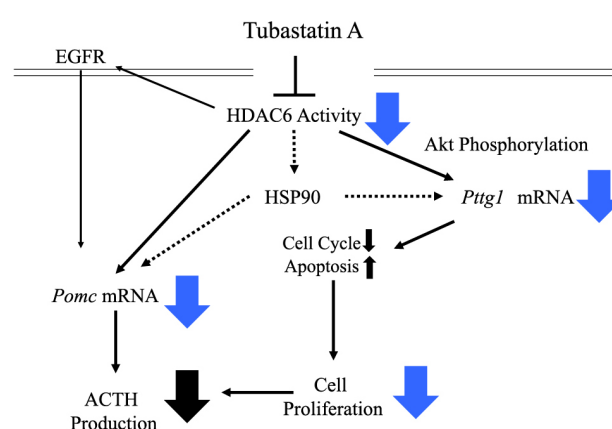 Tubastatin A
EGFR
HDAC6 Activity
Akt Phosphorylation
HSP90
Pttg1 mRNA
Cell Cycle
Apoptosis
Pomc mRNA
ACTH
Production
Cell
Proliferation